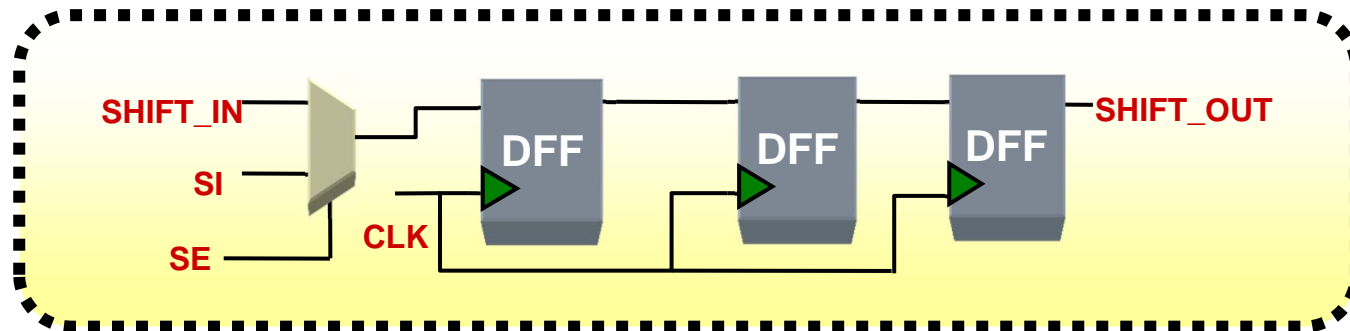 SHIFT_IN
SI
SE
CLK
DFF
DFF
DFF
SHIFT_OUT